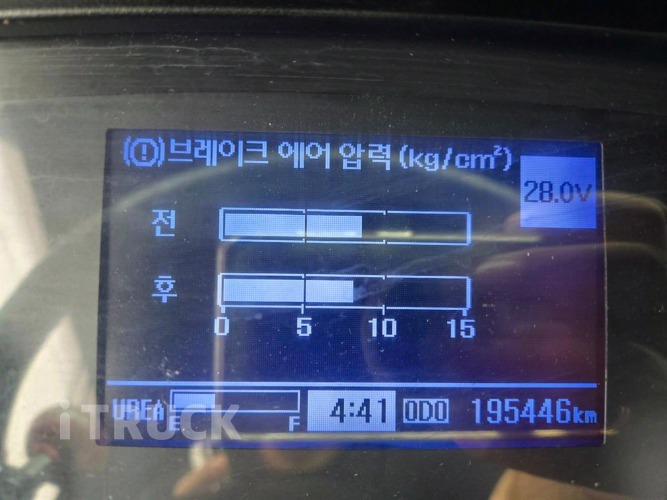 (!) 브레이크 에어 압력 (kg/cm²)
28.0V
전
후
0 5 10 15
UREA E F 4:41 ODO 195446km
iTRUCK